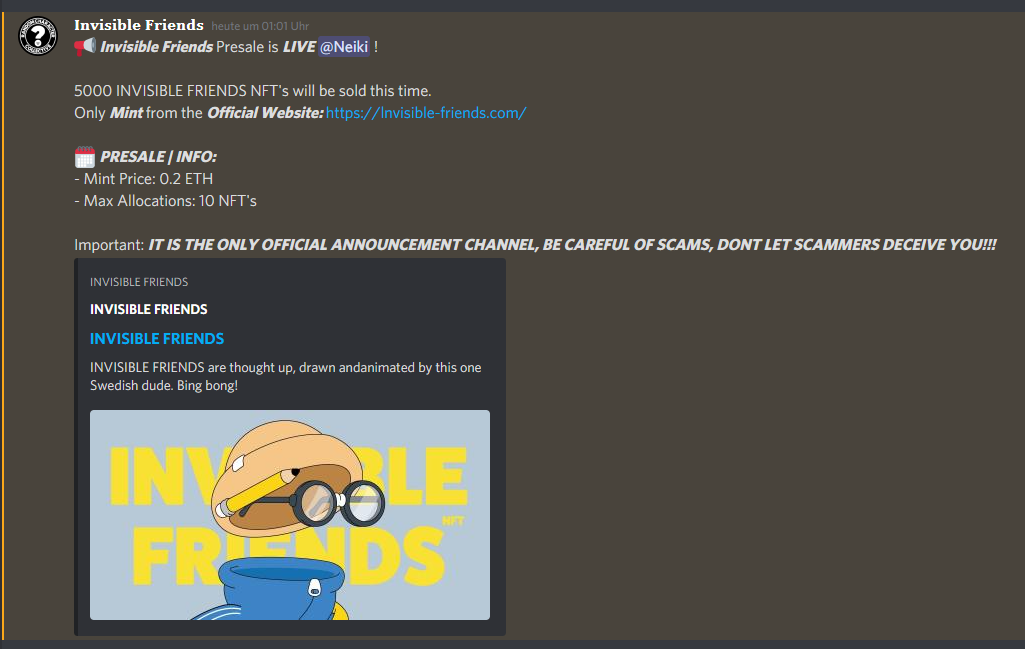 Invisible Friends heute um 01:01 Uhr
Invisible Friends Presale is LIVE @Neiki !
5000 INVISIBLE FRIENDS NFT's will be sold this time.
Only Mint from the Official Website: https://lnvisible-friends.com/
PRESALE | INFO:
- Mint Price: 0.2 ETH
- Max Allocations: 10 NFT's
Important: IT IS THE ONLY OFFICIAL ANNOUNCEMENT CHANNEL, BE CAREFUL OF SCAMS, DONT LET SCAMMERS DECEIVE YOU!!!
INVISIBLE FRIENDS
INVISIBLE FRIENDS
INVISIBLE FRIENDS
INVISIBLE FRIENDS are thought up, drawn andanimated by this one
Swedish dude. Bing bong!
INVISIBLE
FRIENDS NFT
RANDOM CHARACTER
?
COLLECTIVE